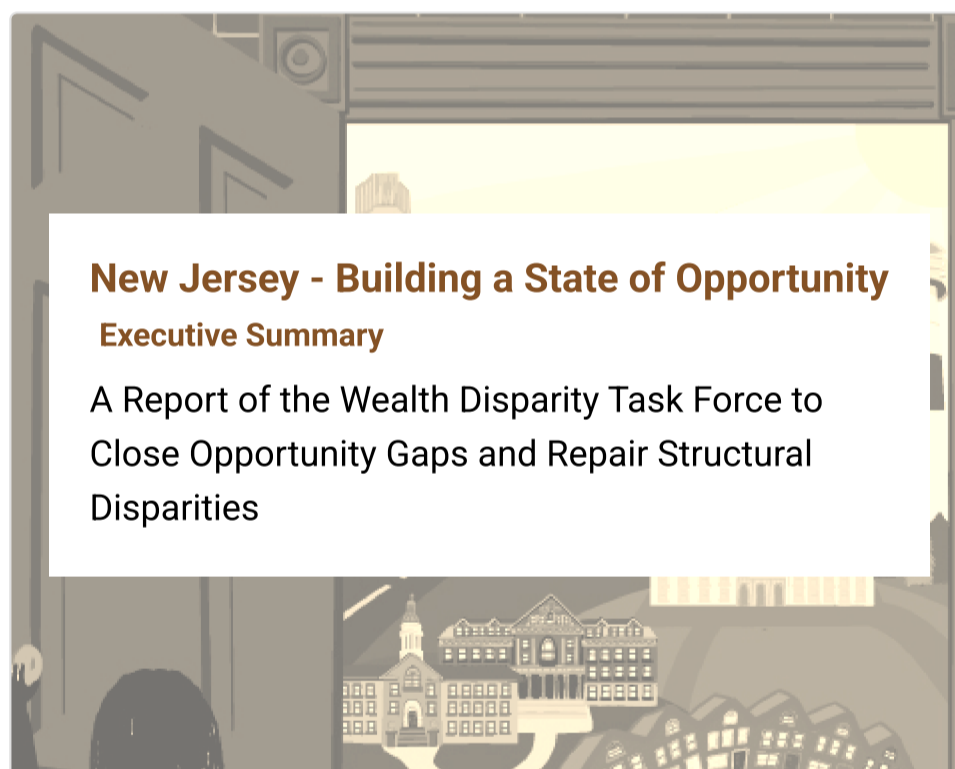 New Jersey - Building a State of Opportunity
Executive Summary
A Report of the Wealth Disparity Task Force to
Close Opportunity Gaps and Repair Structural
Disparities